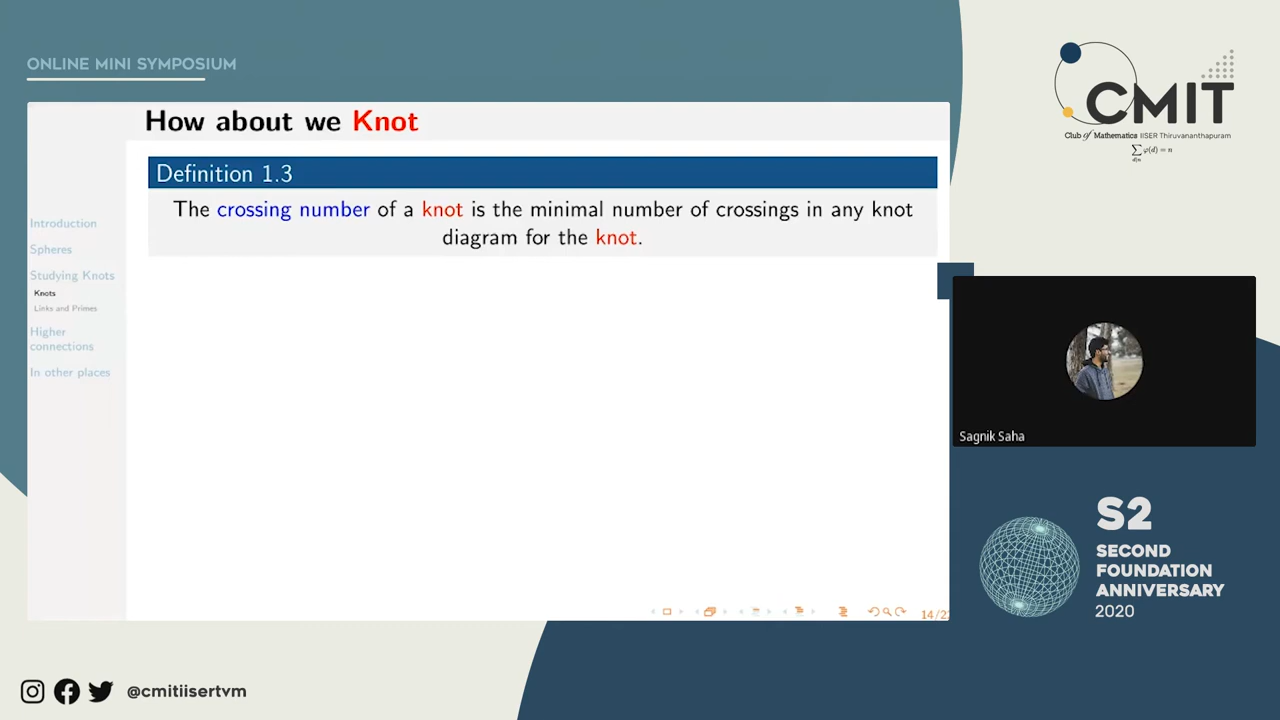 ONLINE MINI SYMPOSIUM
CMIT
Club of Mathematics IISER Thiruvananthapuram
∑ φ(d) = n
d|n
How about we Knot
Definition 1.3
The crossing number of a knot is the minimal number of crossings in any knot
diagram for the knot.
Introduction
Spheres
Studying Knots
Knots
Links and Primes
Higher
connections
In other places
14/2
Sagnik Saha
S2
SECOND
FOUNDATION
ANNIVERSARY
2020
@cmitiisertvm